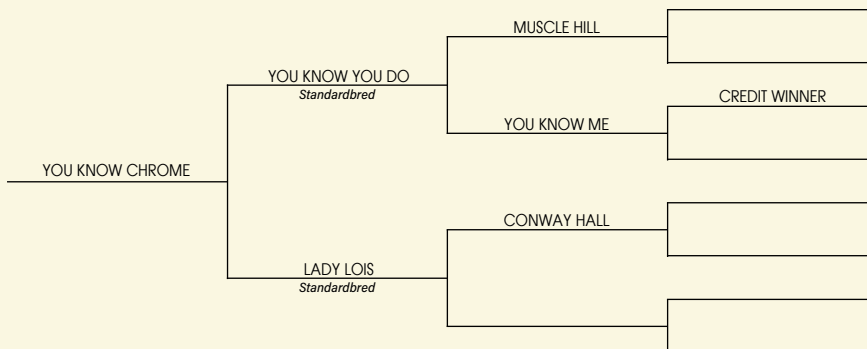 MUSCLE HILL
YOU KNOW YOU DO
Standardbred
CREDIT WINNER
YOU KNOW ME
YOU KNOW CHROME
CONWAY HALL
LADY LOIS
Standardbred